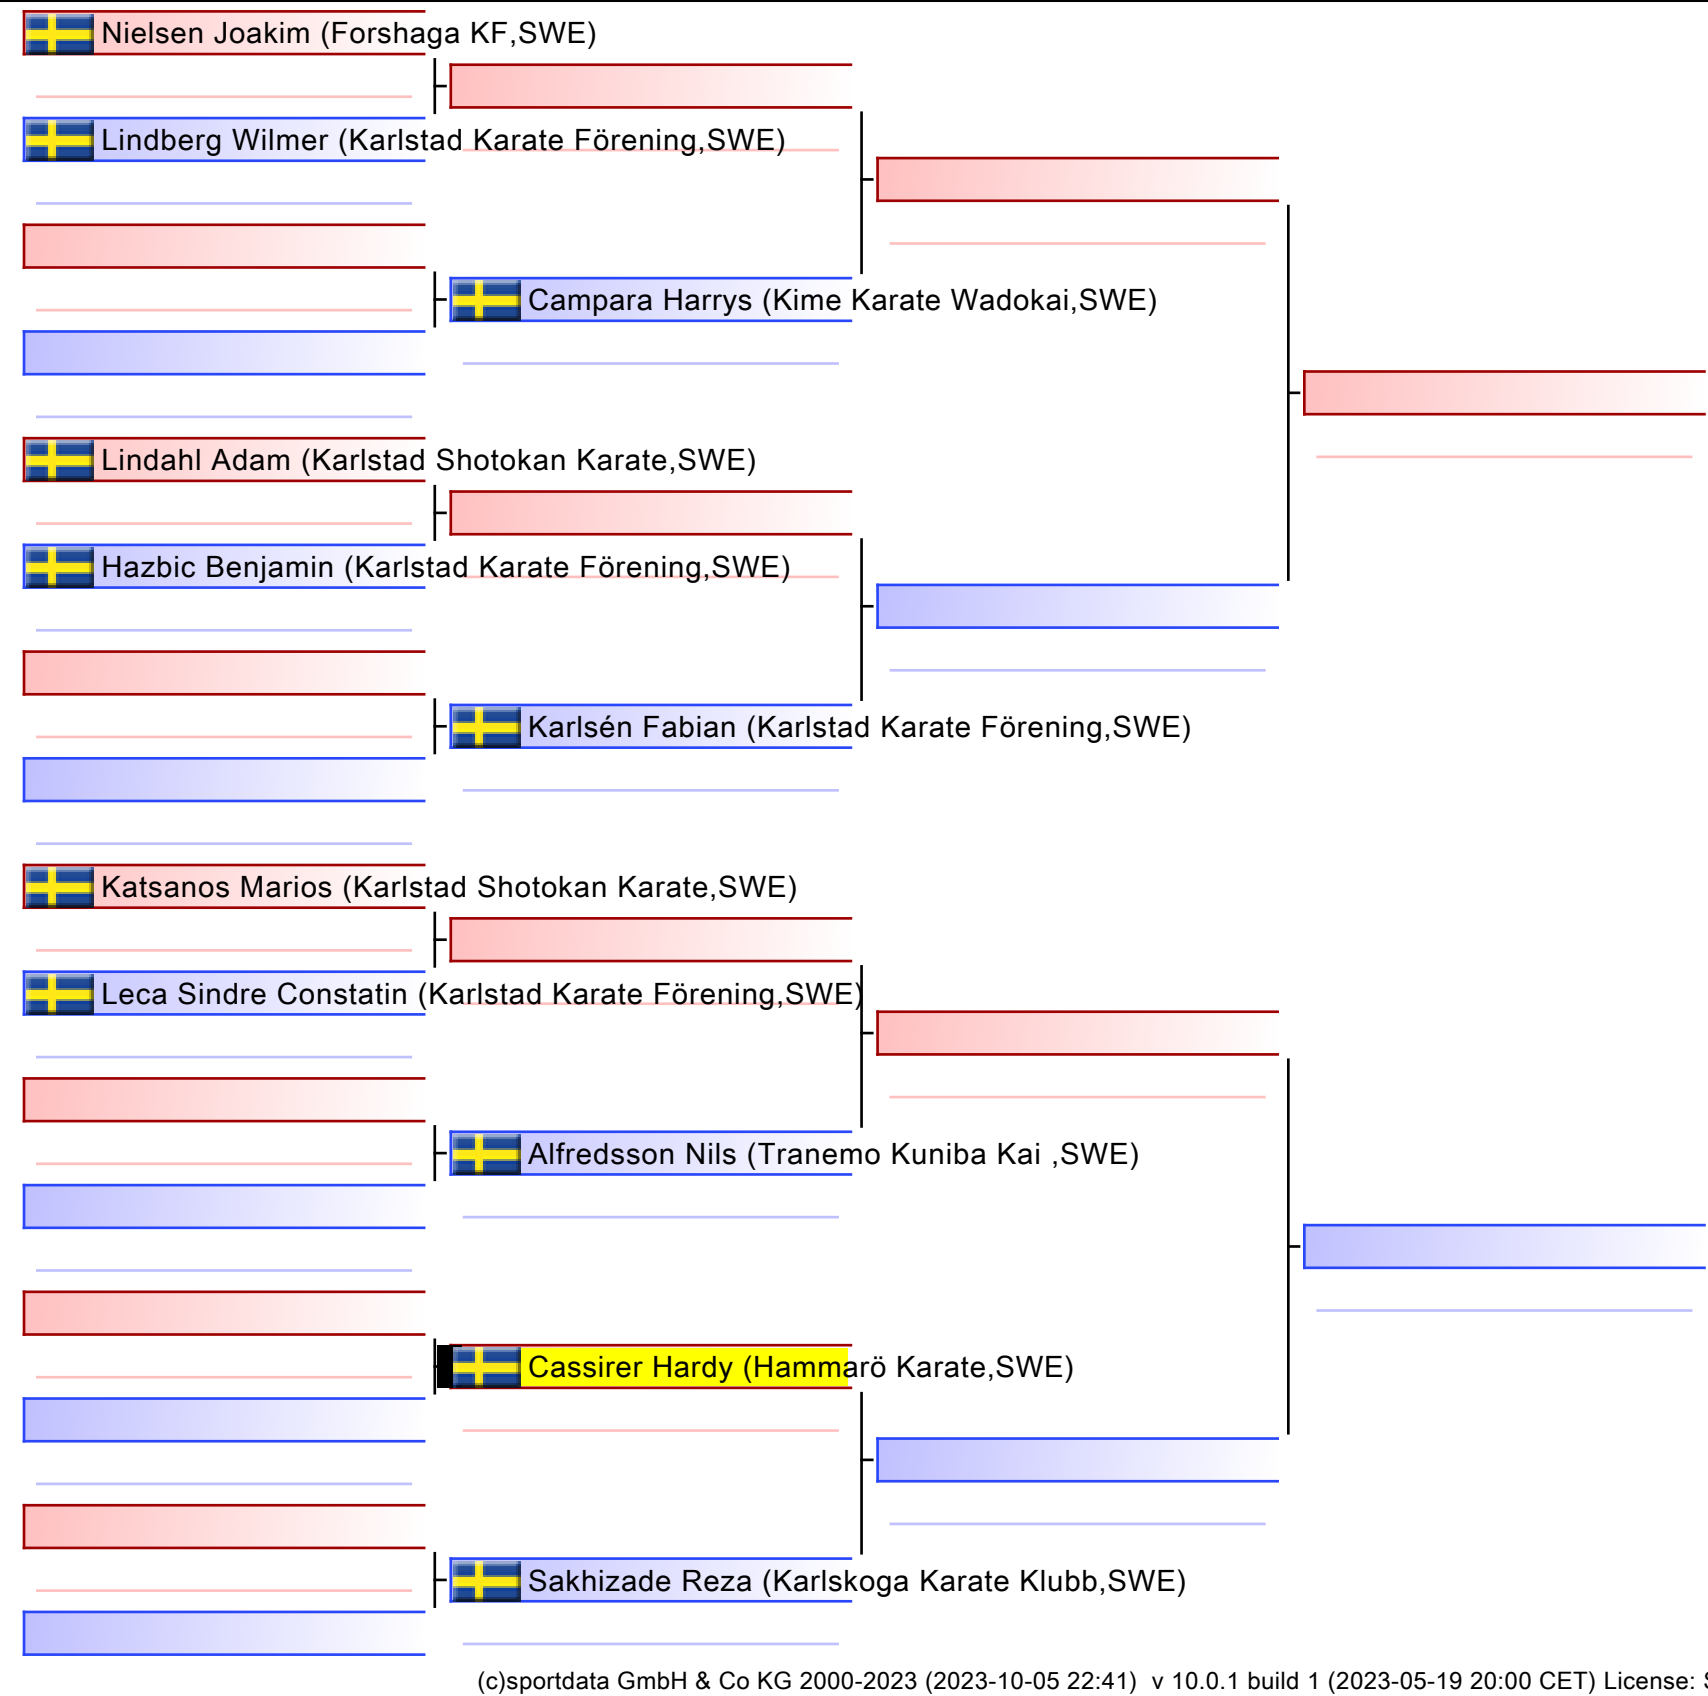 Nielsen Joakim (Forshaga KF,SWE)
Lindberg Wilmer (Karlstad Karate Förening,SWE)
Campara Harrys (Kime Karate Wadokai,SWE)
Lindahl Adam (Karlstad Shotokan Karate,SWE)
Hazbic Benjamin (Karlstad Karate Förening,SWE)
Karlsén Fabian (Karlstad Karate Förening,SWE)
Katsanos Marios (Karlstad Shotokan Karate,SWE)
Leca Sindre Constatin (Karlstad Karate Förening,SWE)
Alfredsson Nils (Tranemo Kuniba Kai ,SWE)
Cassirer Hardy (Hammarö Karate,SWE)
Sakhizade Reza (Karlskoga Karate Klubb,SWE)
(c)sportdata GmbH & Co KG 2000-2023 (2023-10-05 22:41) v 10.0.1 build 1 (2023-05-19 20:00 CET) License: